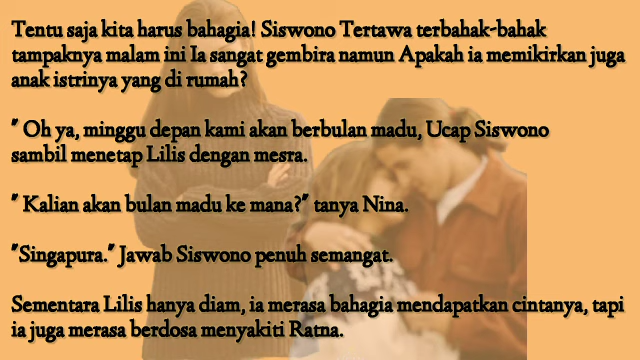 Tentu saja kita harus bahagia! Siswono Tertawa terbahak-bahak
tampaknya malam ini Ia sangat gembira namun Apakah ia memikirkan juga
anak istrinya yang di rumah?
" Oh ya, minggu depan kami akan berbulan madu, Ucap Siswono
sambil menetap Lilis dengan mesra.
" Kalian akan bulan madu ke mana?" tanya Nina.
"Singapura." Jawab Siswono penuh semangat.
Sementara Lilis hanya diam, ia merasa bahagia mendapatkan cintanya, tapi
ia juga merasa berdosa menyakiti Ratna.